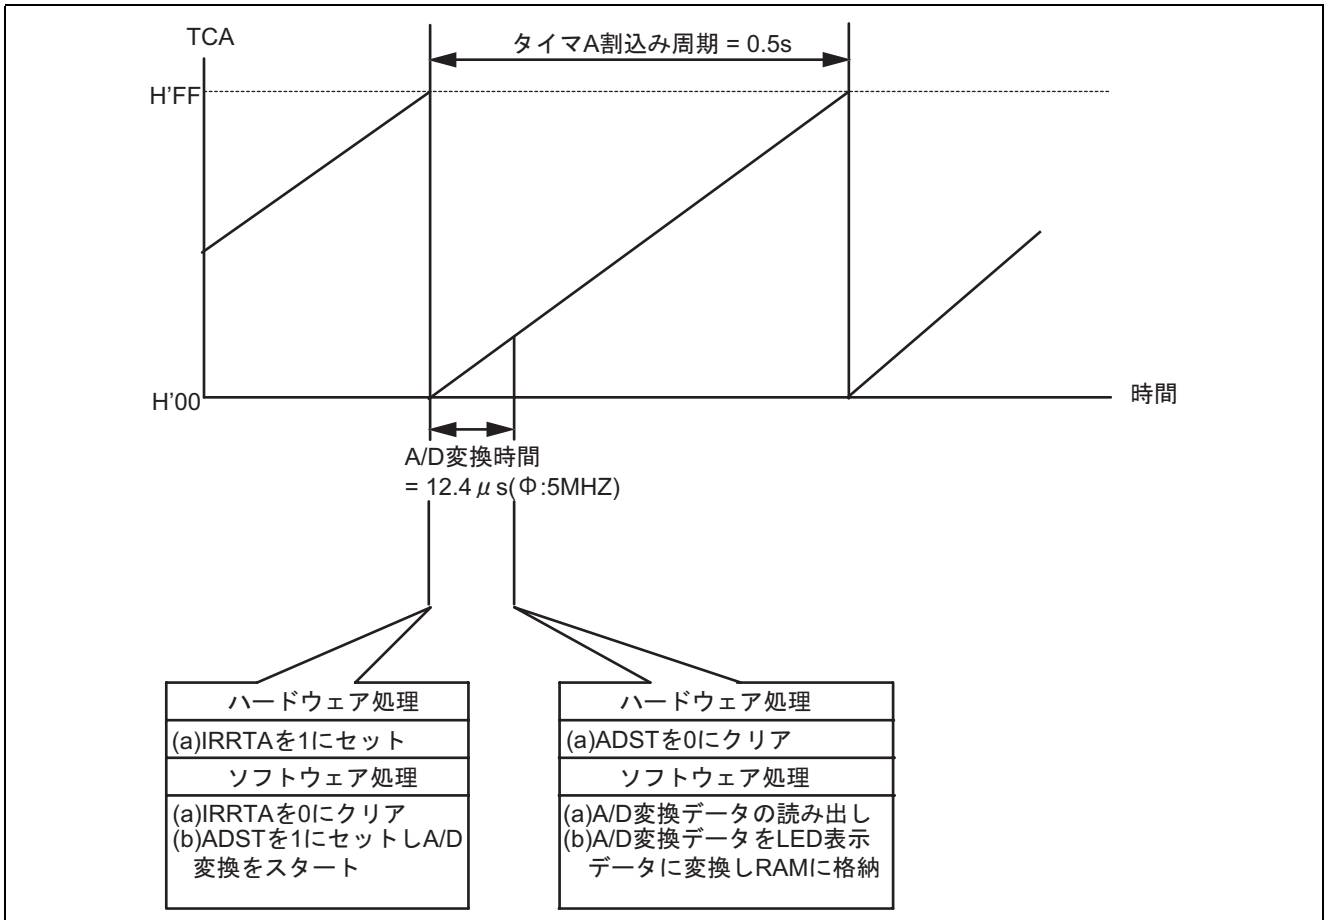 TCA
タイマA割込み周期 = 0.5s
H'FF
H'00
時間
A/D変換時間
= 12.4 μ s(Φ:5MHZ)
ハードウェア処理
(a)IRRTAを1にセット
ソフトウェア処理
(a)IRRTAを0にクリア
(b)ADSTを1にセットしA/D
変換をスタート
ハードウェア処理
(a)ADSTを0にクリア
ソフトウェア処理
(a)A/D変換データの読み出し
(b)A/D変換データをLED表示
データに変換しRAMに格納